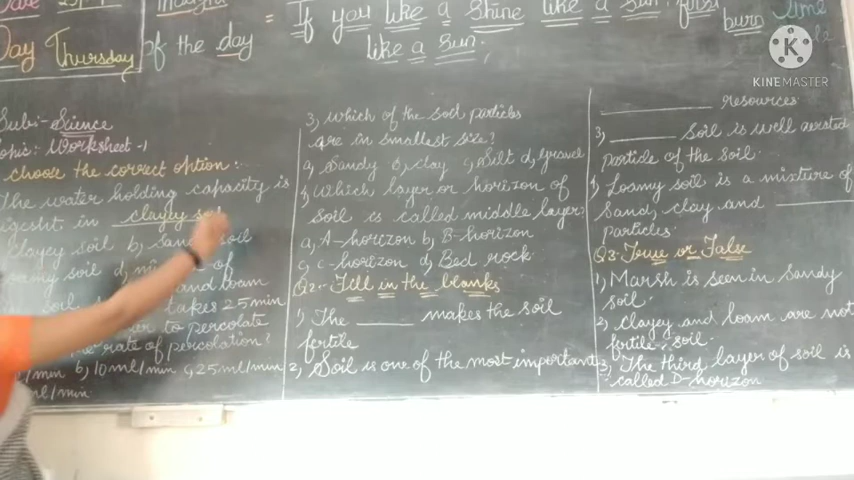 Day Thursday
of the day
= If you like a Shine like a Sun, first burn
like a Sun.
KINEMASTER
Sub:- Science
Topic: Worksheet-1
choose the correct option:-
The water holding capacity is
in clayey soil
clayey soil b, Sandy soil
soil d,
and loam
takes 25 min
to percolate
rate of percolation?
ml/min b, 10 ml/min c, 25 ml/min
ml/min
3, Which of the soil particles
are in smallest size?
a, Sandy b, clay c, Silt d, gravel
4, Which layer or horizon of
Soil is called middle layer?
a, A-horizon b, B-horizon
c, C-horizon d, Bed rock
Q2:- Fill in the blanks
1, The ______ makes the soil
fertile
2, Soil is one of the most important
______ resources
3, ______ Soil is well aerated
Particle of the Soil.
4, Loamy soil is a mixture of
Sand, clay and ______
particles.
Q3:- True or False
1, Marsh is seen in Sandy
soil.
2, Clayey and loam are not
fertile soil.
3, The third layer of soil is
called D-horizon